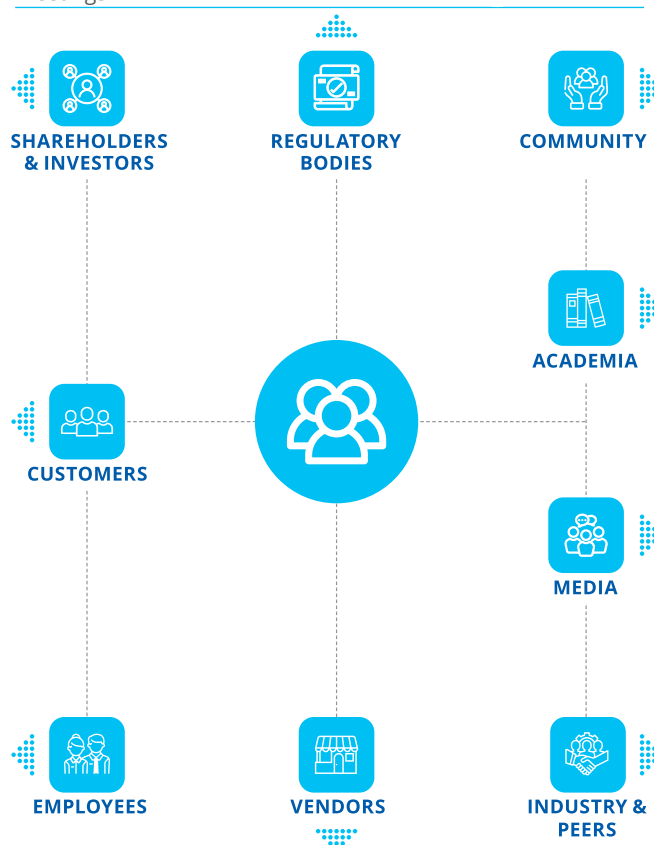 SHAREHOLDERS
& INVESTORS
REGULATORY
BODIES
COMMUNITY
ACADEMIA
CUSTOMERS
MEDIA
EMPLOYEES
VENDORS
INDUSTRY &
PEERS